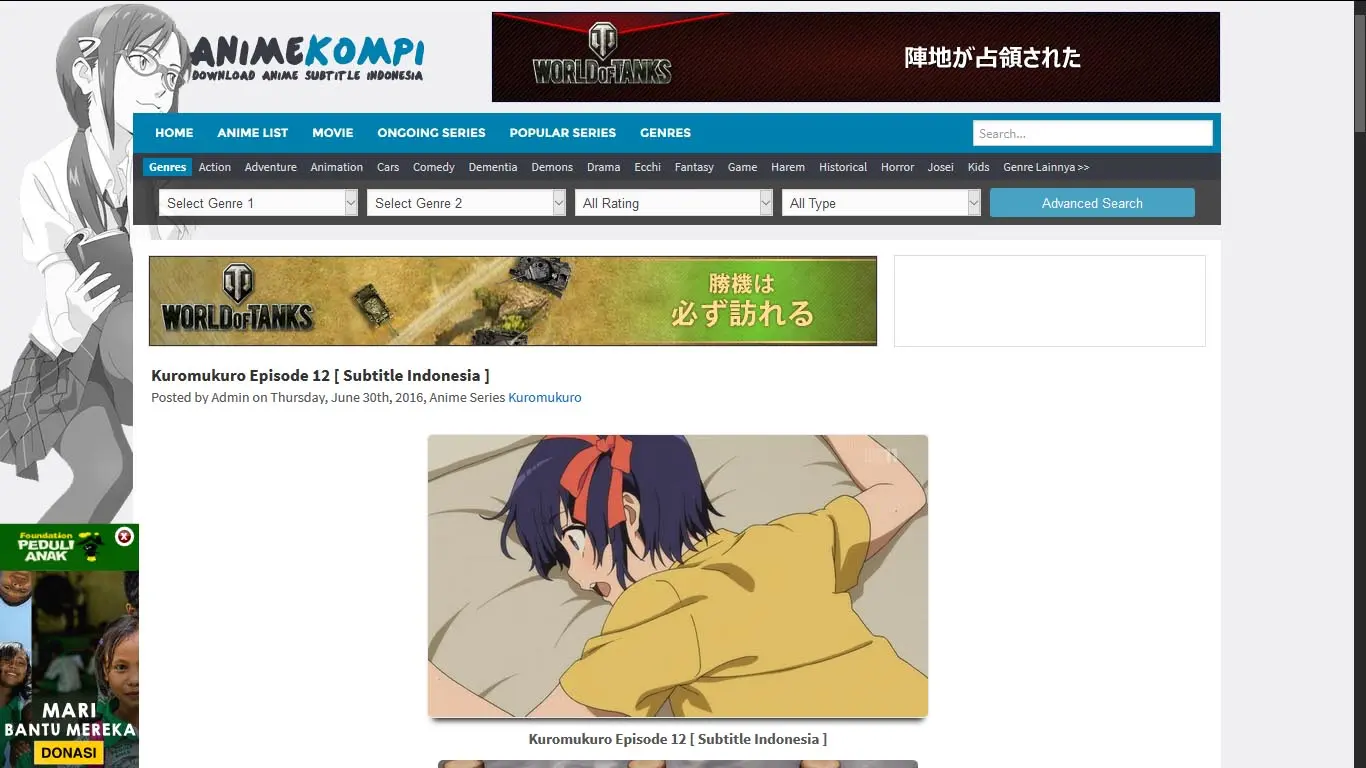 ANIMEKOMPI
DOWNLOAD ANIME SUBTITLE INDONESIA
WORLD OF TANKS
陣地が占領された
HOME ANIME LIST MOVIE ONGOING SERIES POPULAR SERIES GENRES
Search...
Genres Action Adventure Animation Cars Comedy Dementia Demons Drama Ecchi Fantasy Game Harem Historical Horror Josei Kids Genre Lainnya >>
Select Genre 1 Select Genre 2 All Rating All Type Advanced Search
WORLD OF TANKS
勝機は
必ず訪れる
Kuromukuro Episode 12 [ Subtitle Indonesia ]
Posted by Admin on Thursday, June 30th, 2016, Anime Series Kuromukuro
Kuromukuro Episode 12 [ Subtitle Indonesia ]
Foundation
PEDULI
ANAK
MARI
BANTU MEREKA
DONASI